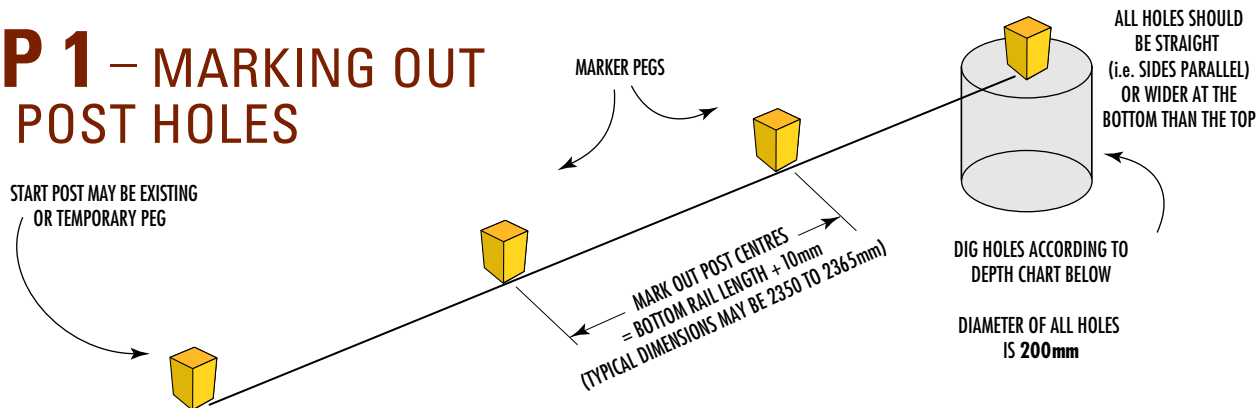 P 1 – MARKING OUT
POST HOLES
START POST MAY BE EXISTING
OR TEMPORARY PEG
MARKER PEGS
MARK OUT POST CENTRES
= BOTTOM RAIL LENGTH + 10mm
(TYPICAL DIMENSIONS MAY BE 2350 TO 2365mm)
ALL HOLES SHOULD
BE STRAIGHT
(i.e. SIDES PARALLEL)
OR WIDER AT THE
BOTTOM THAN THE TOP
DIG HOLES ACCORDING TO
DEPTH CHART BELOW
DIAMETER OF ALL HOLES
IS 200mm